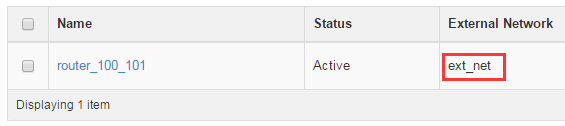 Name Status External Network
router_100_101 Active ext_net
Displaying 1 item